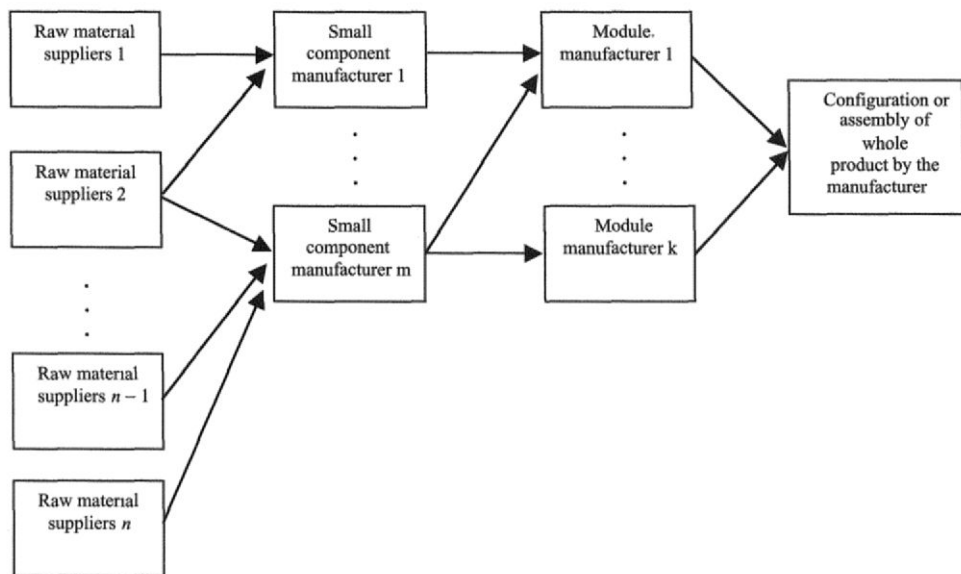 Raw material
suppliers 1
Small
component
manufacturer 1
Module.
manufacturer 1
Configuration or
assembly of
whole
product by the
manufacturer
Raw material
suppliers 2
Small
component
manufacturer m
Module
manufacturer k
Raw material
suppliers n − 1
Raw material
suppliers n